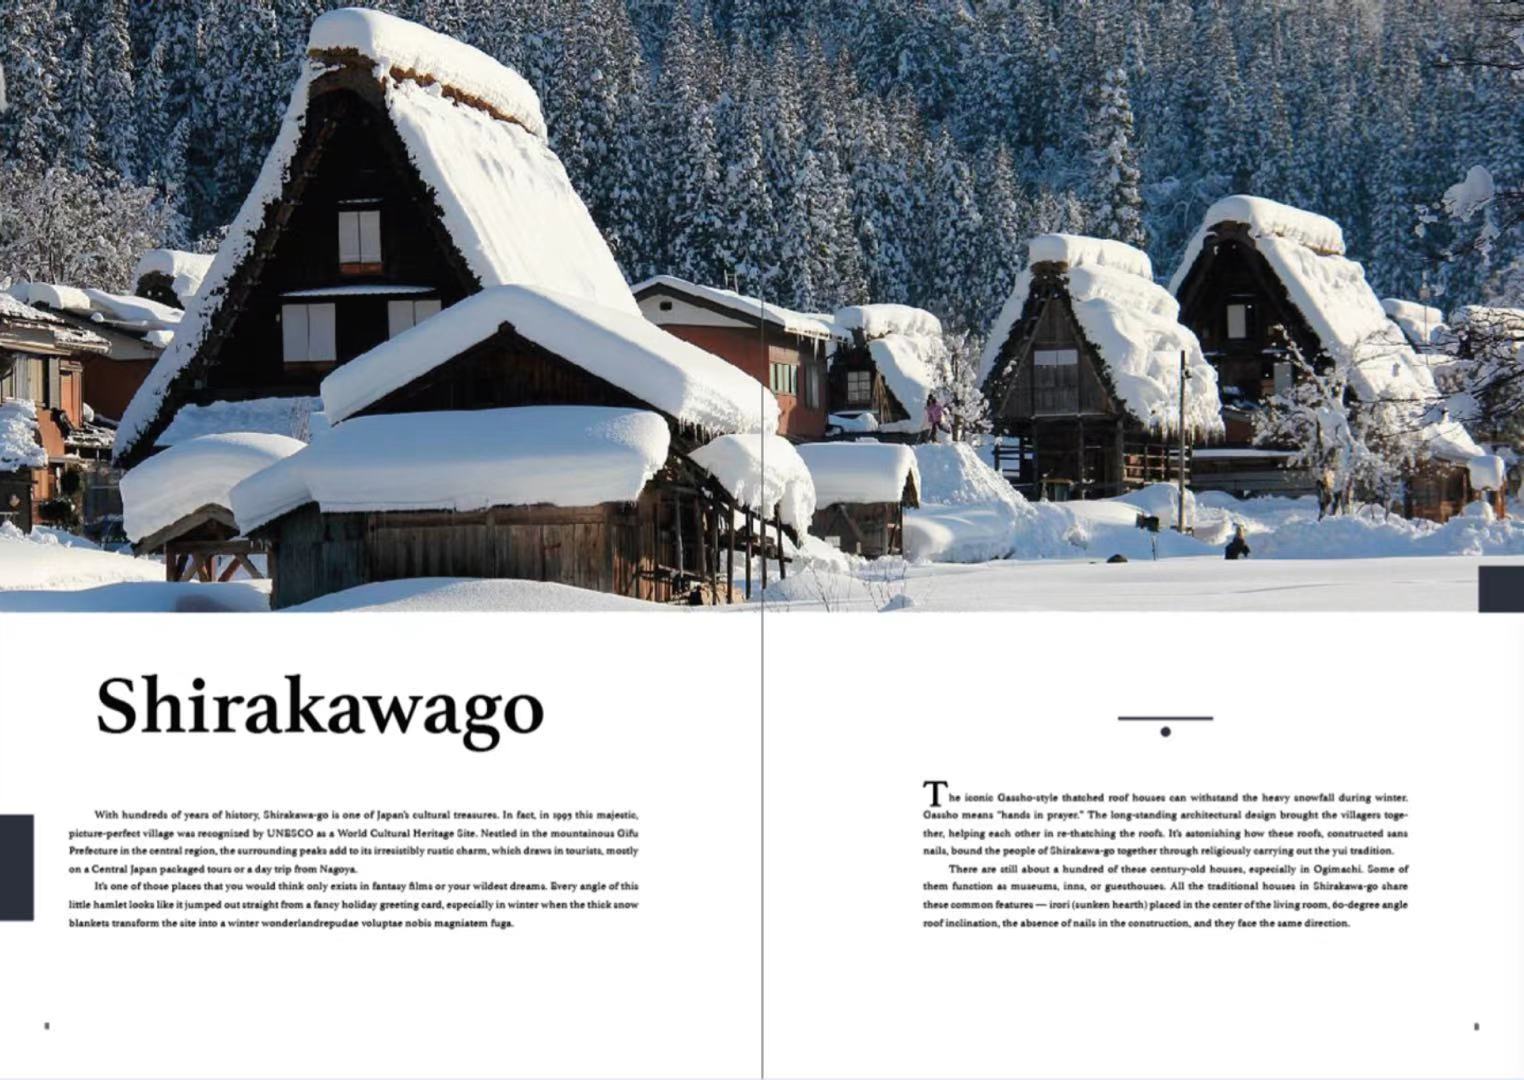 Shirakawago
With hundreds of years of history, Shirakawa-go is one of Japan's cultural treasures. In fact, in 1995 this majestic,
picture-perfect village was recognized by UNESCO as a World Cultural Heritage Site. Nestled in the mountainous Gifu
Prefecture in the central region, the surrounding peaks add to its irresistibly rustic charm, which draws in tourists, mostly
on a Central Japan packaged tours or a day trip from Nagoya.
It's one of those places that you would think only exists in fantasy films or your wildest dreams. Every angle of this
little hamlet looks like it jumped out straight from a fancy holiday greeting card, especially in winter when the thick snow
blankets transform the site into a winter wonderlandrepudae voluptae nobis magniatem fuga.
The iconic Gassho-style thatched roof houses can withstand the heavy snowfall during winter.
Gassho means "hands in prayer." The long-standing architectural design brought the villagers toge-
ther, helping each other in re-thatching the roofs. It's astonishing how these roofs, constructed sans
nails, bound the people of Shirakawa-go together through religiously carrying out the yui tradition.
There are still about a hundred of these century-old houses, especially in Ogimachi. Some of
them function as museums, inns, or guesthouses. All the traditional houses in Shirakawa-go share
these common features — irori (sunken hearth) placed in the center of the living room, 60-degree angle
roof inclination, the absence of nails in the construction, and they face the same direction.